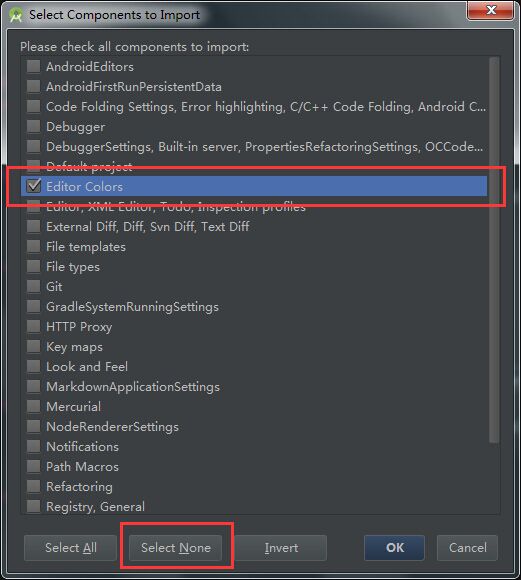 Select Components to Import
Please check all components to import:
AndroidEditors
AndroidFirstRunPersistentData
Code Folding Settings, Error highlighting, C/C++ Code Folding, Android C...
Debugger
DebuggerSettings, Built-in server, PropertiesRefactoringSettings, OCCode...
Default project
Editor Colors
Editor, XML Editor, Todo, Inspection profiles
External Diff, Diff, Svn Diff, Text Diff
File templates
File types
Git
GradleSystemRunningSettings
HTTP Proxy
Key maps
Look and Feel
MarkdownApplicationSettings
Mercurial
NodeRendererSettings
Notifications
Path Macros
Refactoring
Registry, General
Select All Select None Invert OK Cancel